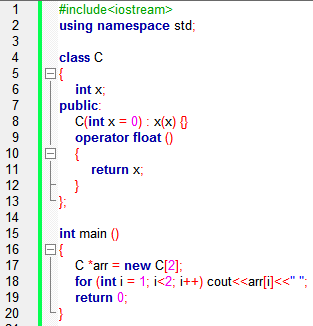 1 #include<iostream>
2 using namespace std;
3
4 class C
5 {
6 int x;
7 public:
8 C(int x = 0) : x(x) {}
9 operator float ()
10 {
11 return x;
12 }
13 };
14
15 int main ()
16 {
17 C *arr = new C[2];
18 for (int i = 1; i<2; i++) cout<<arr[i]<<" ";
19 return 0;
20 }